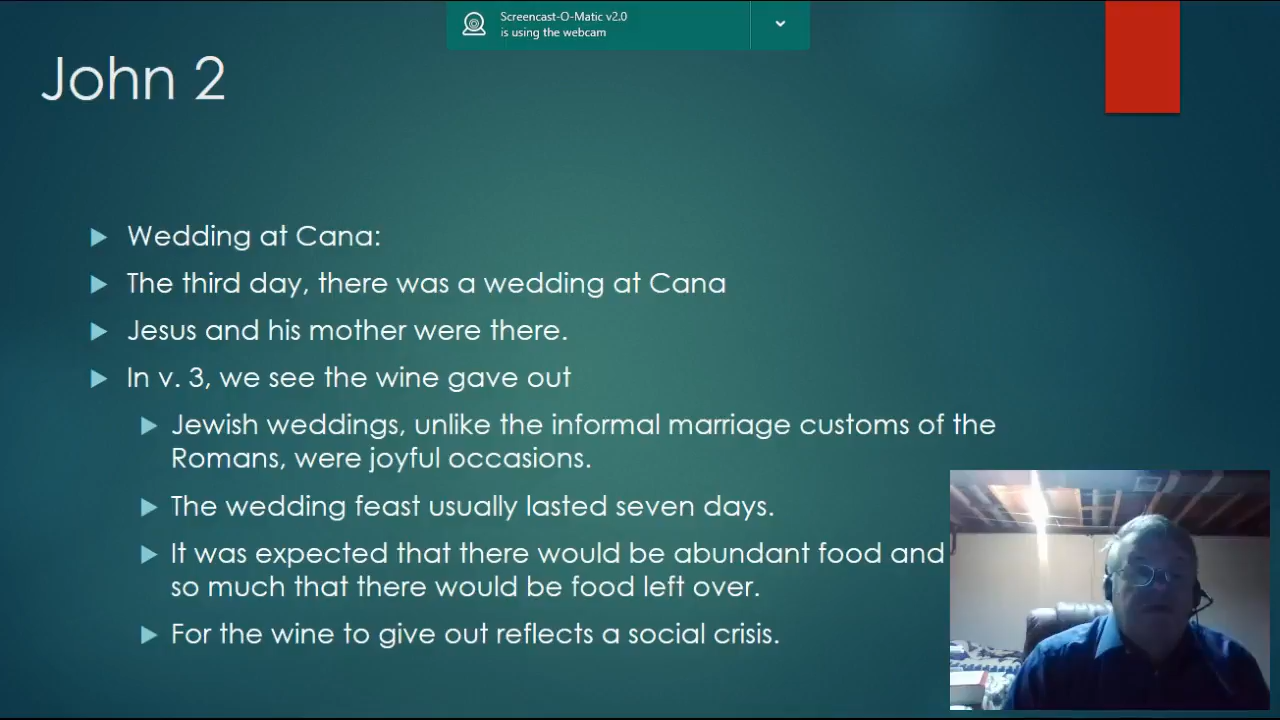 Screencast-O-Matic v2.0
is using the webcam
John 2
Wedding at Cana:
The third day, there was a wedding at Cana
Jesus and his mother were there.
In v. 3, we see the wine gave out
Jewish weddings, unlike the informal marriage customs of the
Romans, were joyful occasions.
The wedding feast usually lasted seven days.
It was expected that there would be abundant food and
so much that there would be food left over.
For the wine to give out reflects a social crisis.